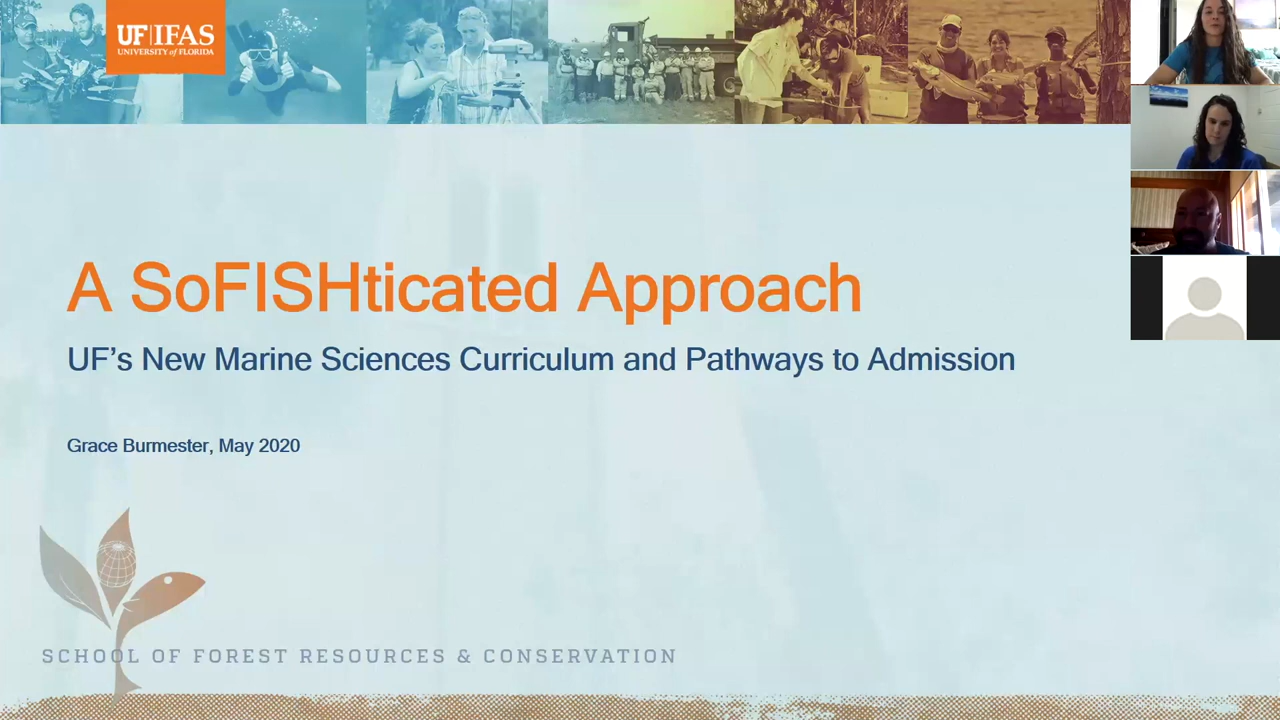 UF|IFAS
UNIVERSITY of FLORIDA
A SoFISHticated Approach
UF's New Marine Sciences Curriculum and Pathways to Admission
Grace Burmester, May 2020
SCHOOL OF FOREST RESOURCES & CONSERVATION